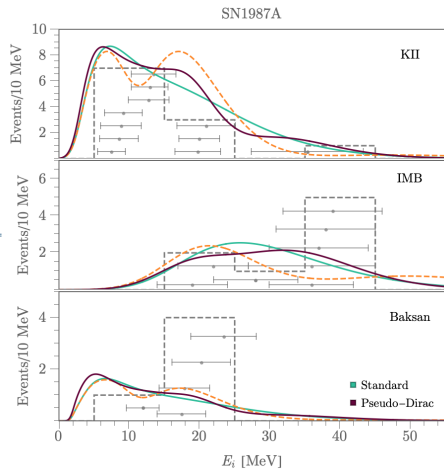 SN1987A
Events/10 MeV
10
8
6
4
2
KII
Events/10 MeV
6
4
2
IMB
Events/10 MeV
4
2
Baksan
Standard
Pseudo-Dirac
0 10 20 30 40 50
E_i [MeV]